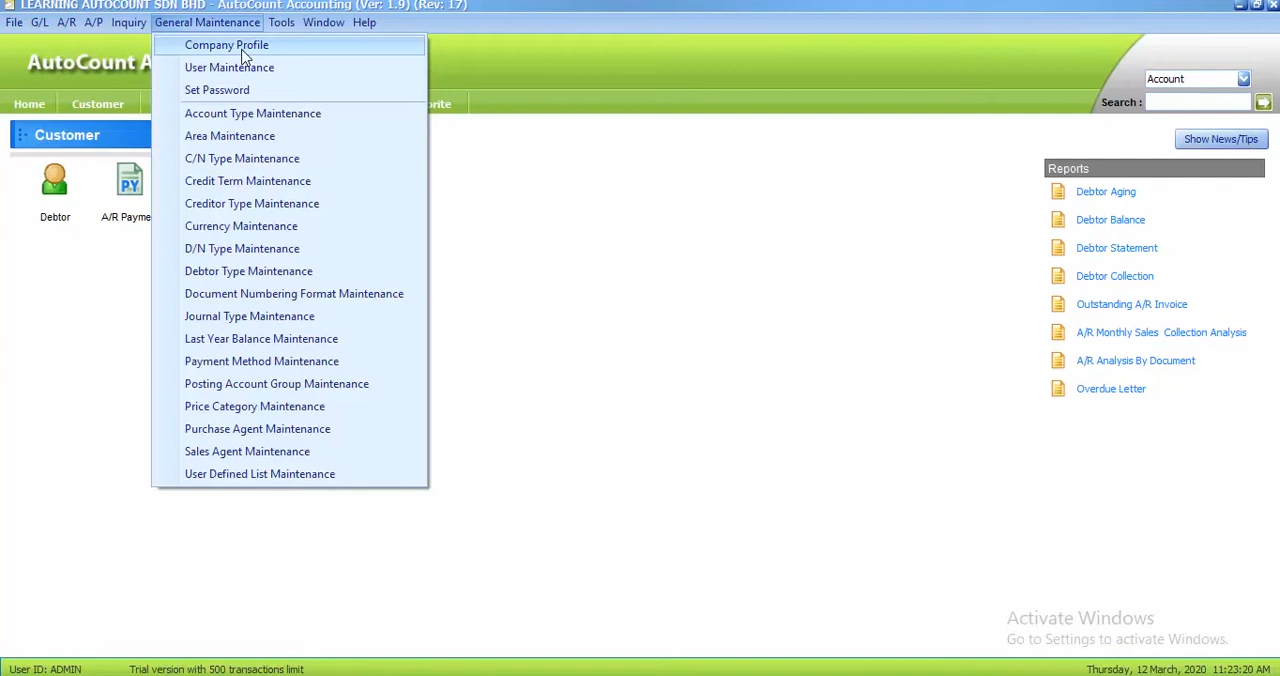 LEARNING AUTOCOUNT SDN BHD - AutoCount Accounting (Ver: 1.9) (Rev: 17)
File G/L A/R A/P Inquiry General Maintenance Tools Window Help
Company Profile
User Maintenance
Set Password
Account Type Maintenance
Area Maintenance
C/N Type Maintenance
Credit Term Maintenance
Creditor Type Maintenance
Currency Maintenance
D/N Type Maintenance
Debtor Type Maintenance
Document Numbering Format Maintenance
Journal Type Maintenance
Last Year Balance Maintenance
Payment Method Maintenance
Posting Account Group Maintenance
Price Category Maintenance
Purchase Agent Maintenance
Sales Agent Maintenance
User Defined List Maintenance
AutoCount A
Account
Search :
Home Customer
orite
Customer
Show News/Tips
PY
Debtor A/R Payme
Reports
Debtor Aging
Debtor Balance
Debtor Statement
Debtor Collection
Outstanding A/R Invoice
A/R Monthly Sales Collection Analysis
A/R Analysis By Document
Overdue Letter
Activate Windows
Go to Settings to activate Windows.
User ID: ADMIN Trial version with 500 transactions limit Thursday, 12 March, 2020 11:23:20 AM